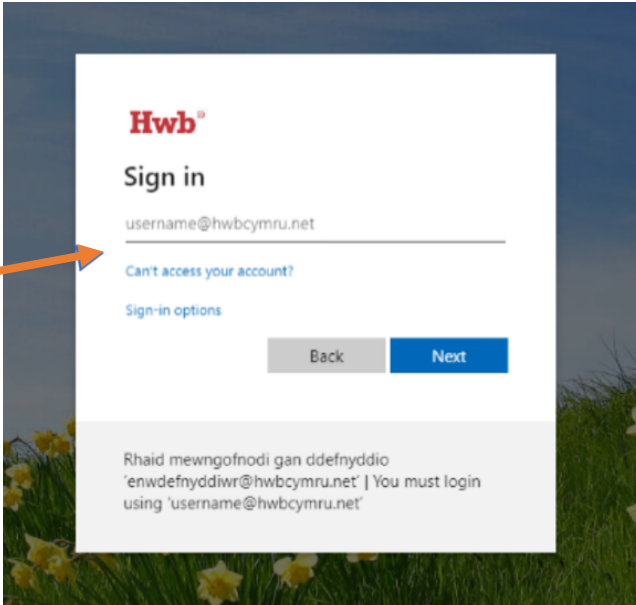 Hwb®
Sign in
username@hwbcymru.net
Can't access your account?
Sign-in options
Back
Next
Rhaid mewngofnodi gan ddefnyddio
'enwdefnyddiwr@hwbcymru.net' | You must login
using 'username@hwbcymru.net'